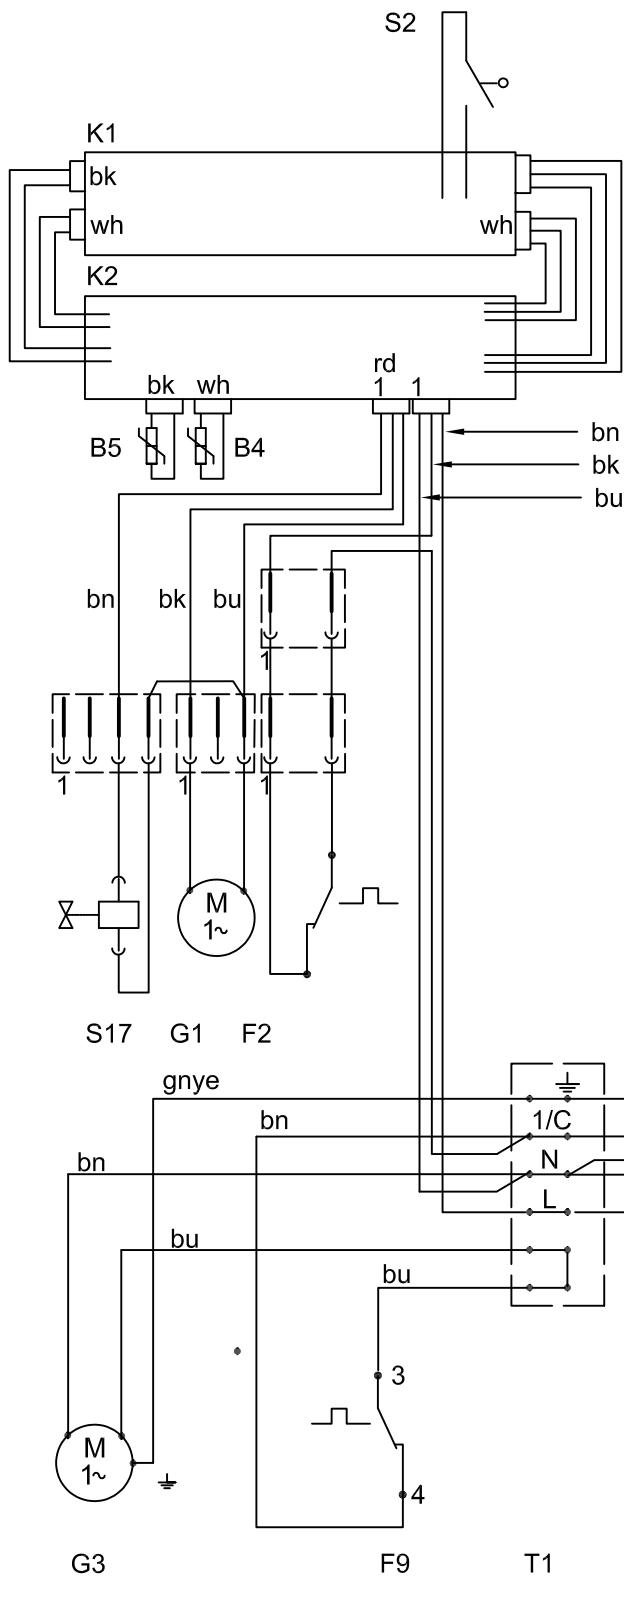 S2
K1
bk
wh wh
K2
rd
bk wh 1 1
bn
B5 B4
bk
bu
bn bk bu
1
1 1 1
M
1~
S17 G1 F2
gnye
bn 1/C
bn N
L
bu
bu
3
M
1~
4
G3 F9 T1